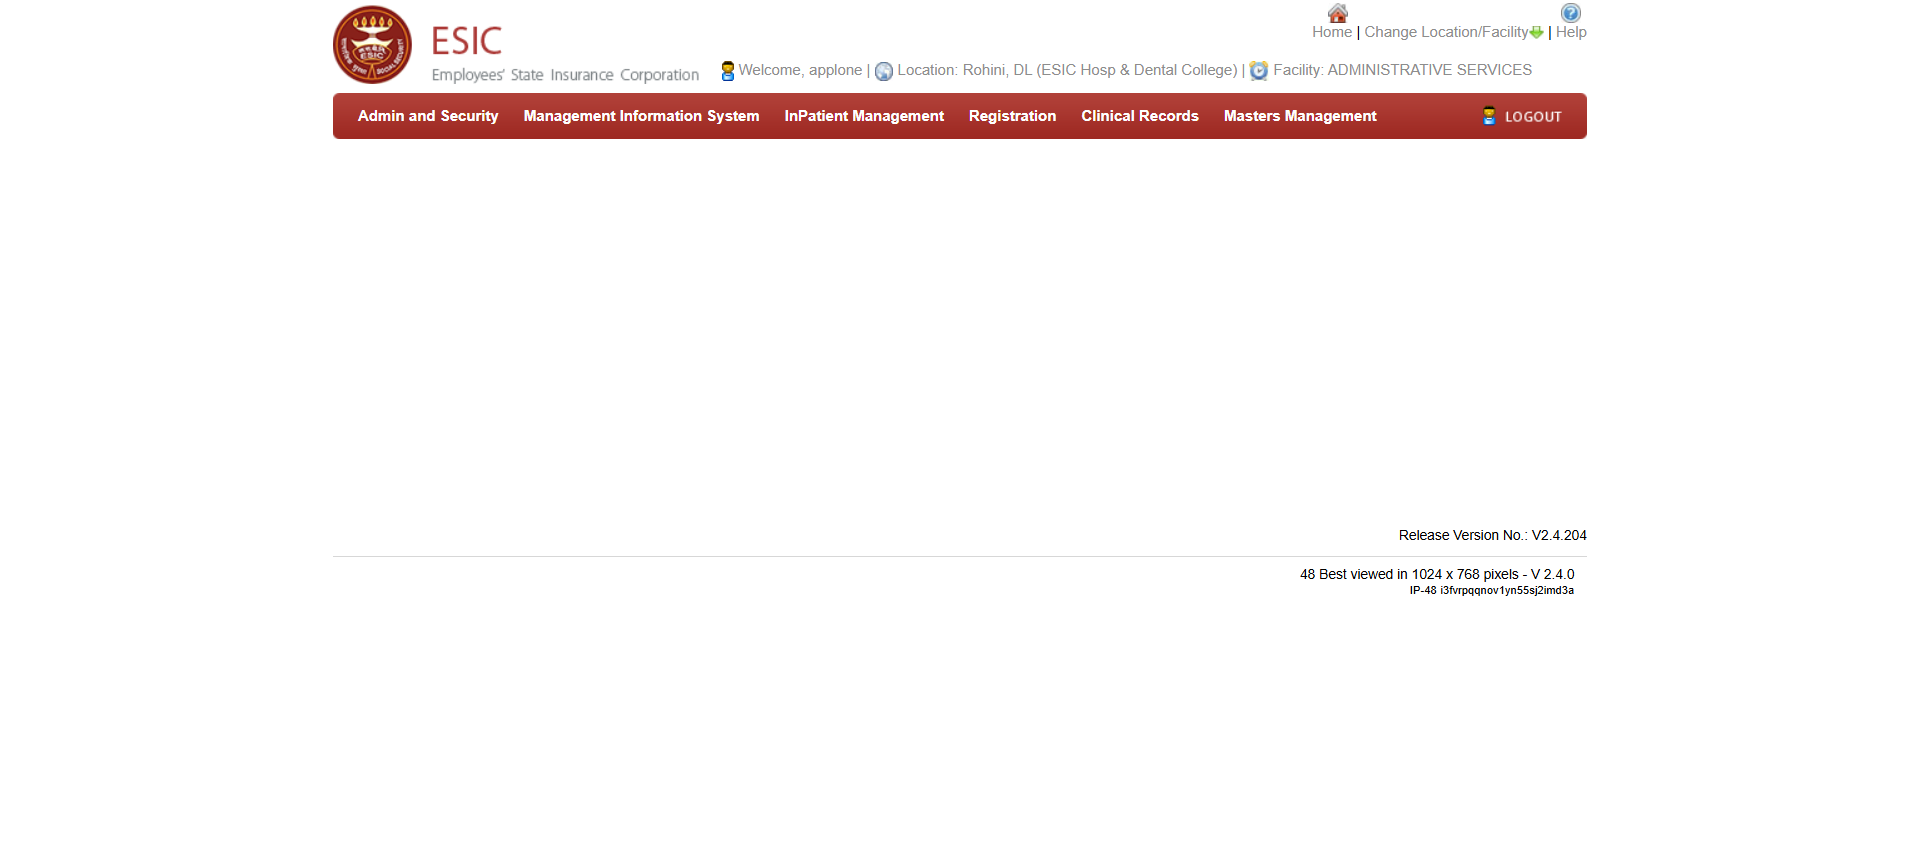 Home | Change Location/Facility | Help
ESIC
Employees' State Insurance Corporation
Welcome, applone | Location: Rohini, DL (ESIC Hosp & Dental College) | Facility: ADMINISTRATIVE SERVICES
Admin and Security Management Information System InPatient Management Registration Clinical Records Masters Management LOGOUT
Release Version No.: V2.4.204
48 Best viewed in 1024 x 768 pixels - V 2.4.0
IP-48 i3fvrpqqnov1yn55sj2imd3a